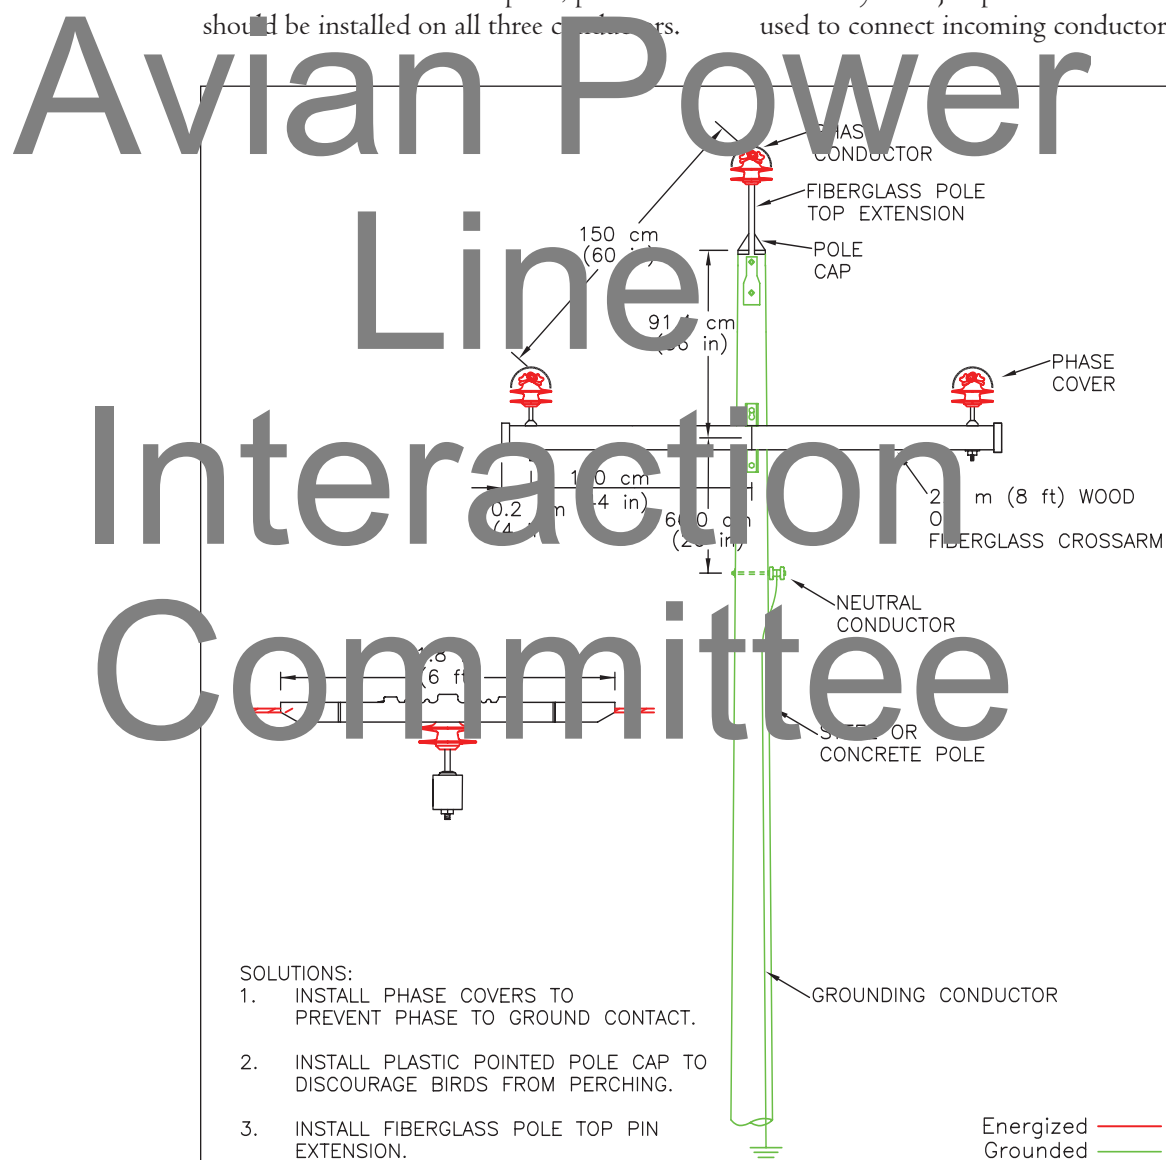 should be installed on all three
used to connect incoming conductor
Avian Power
Line
Interaction
Committee
CONDUCTOR
FIBERGLASS POLE
TOP EXTENSION
POLE
CAP
150 cm
(60
cm
in)
PHASE
COVER
cm
in)
m (8 ft) WOOD
FIBERGLASS CROSSARM
NEUTRAL
CONDUCTOR
(6
OR
CONCRETE POLE
GROUNDING CONDUCTOR
SOLUTIONS:
1. INSTALL PHASE COVERS TO
PREVENT PHASE TO GROUND CONTACT.
2. INSTALL PLASTIC POINTED POLE CAP TO
DISCOURAGE BIRDS FROM PERCHING.
3. INSTALL FIBERGLASS POLE TOP PIN
EXTENSION.
Energized
Grounded